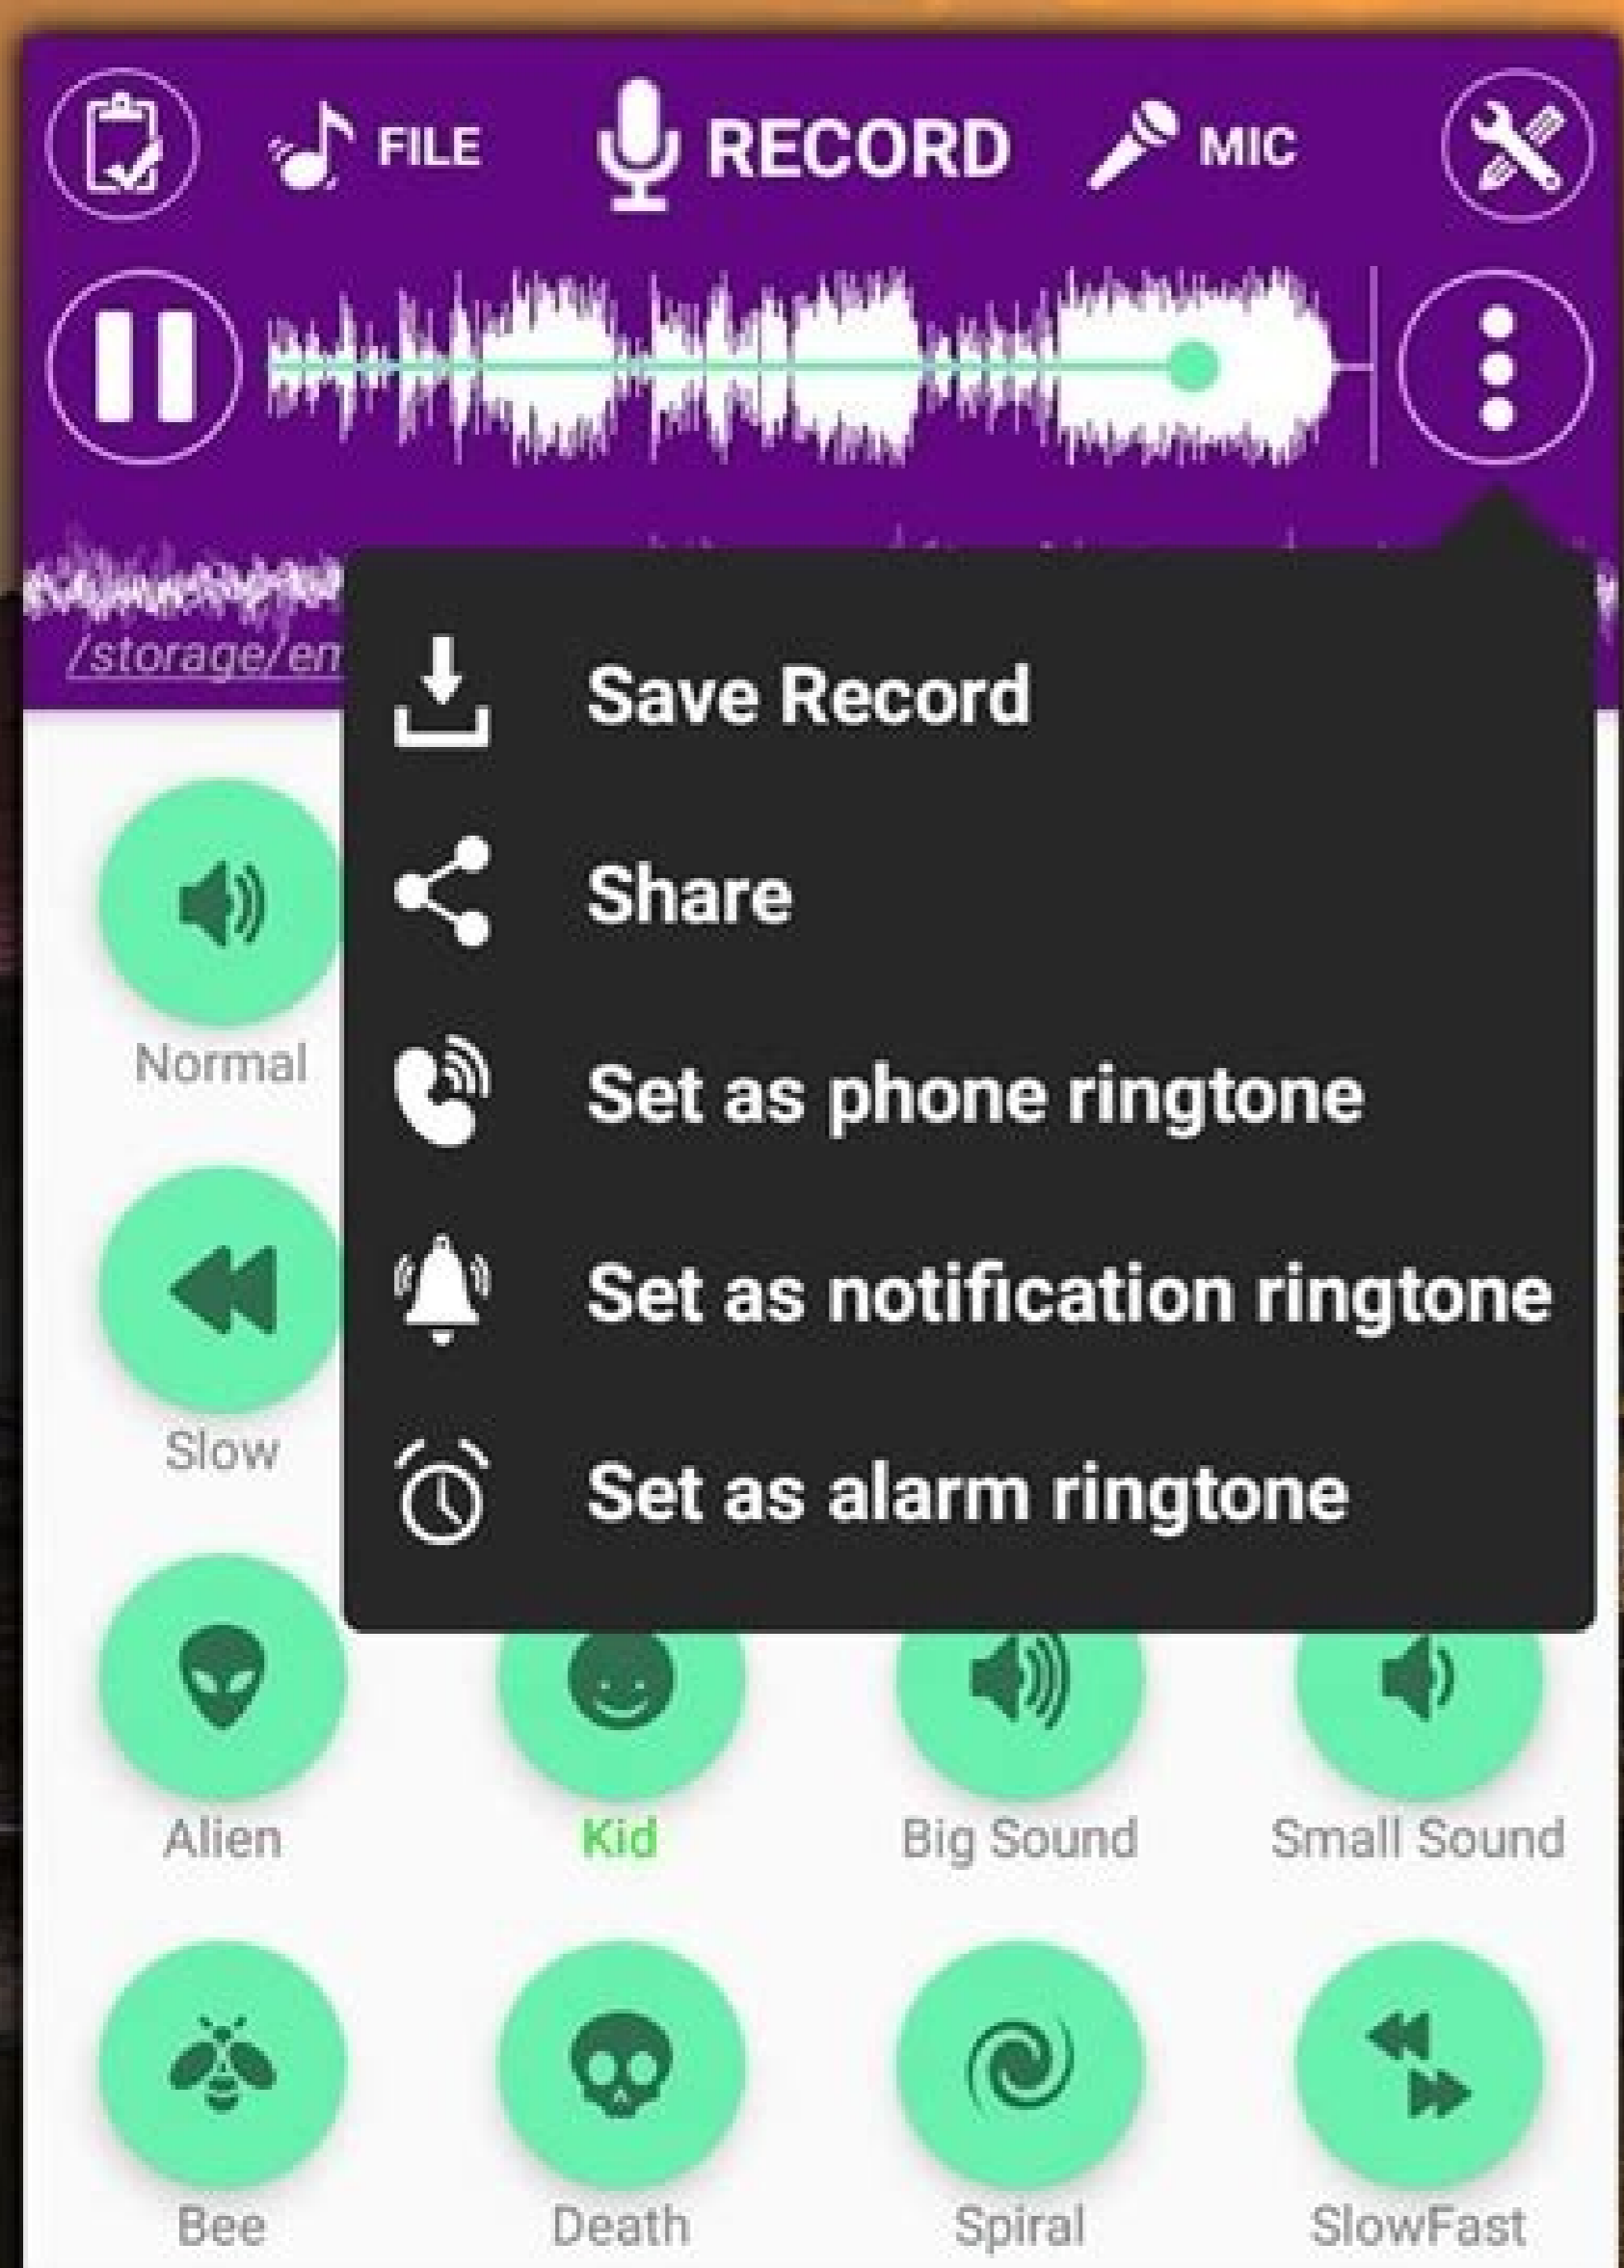 FILE RECORD MIC
/storage/em
Save Record
Share
Set as phone ringtone
Set as notification ringtone
Set as alarm ringtone
Normal
Slow
Alien Kid Big Sound Small Sound
Bee Death Spiral SlowFast